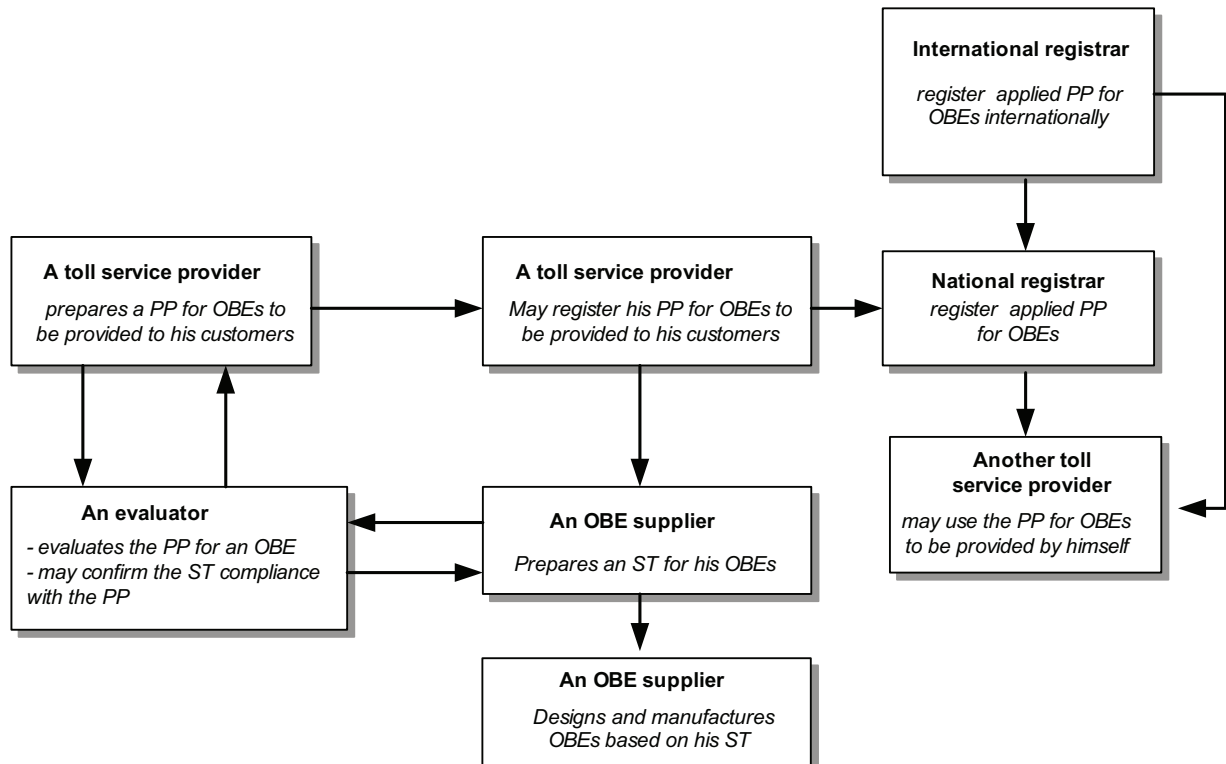 International registrar
register applied PP for
OBEs internationally
A toll service provider
prepares a PP for OBEs to
be provided to his customers
A toll service provider
May register his PP for OBEs to
be provided to his customers
National registrar
register applied PP
for OBEs
Another toll
service provider
may use the PP for OBEs
to be provided by himself
An evaluator
- evaluates the PP for an OBE
- may confirm the ST compliance
with the PP
An OBE supplier
Prepares an ST for his OBEs
An OBE supplier
Designs and manufactures
OBEs based on his ST